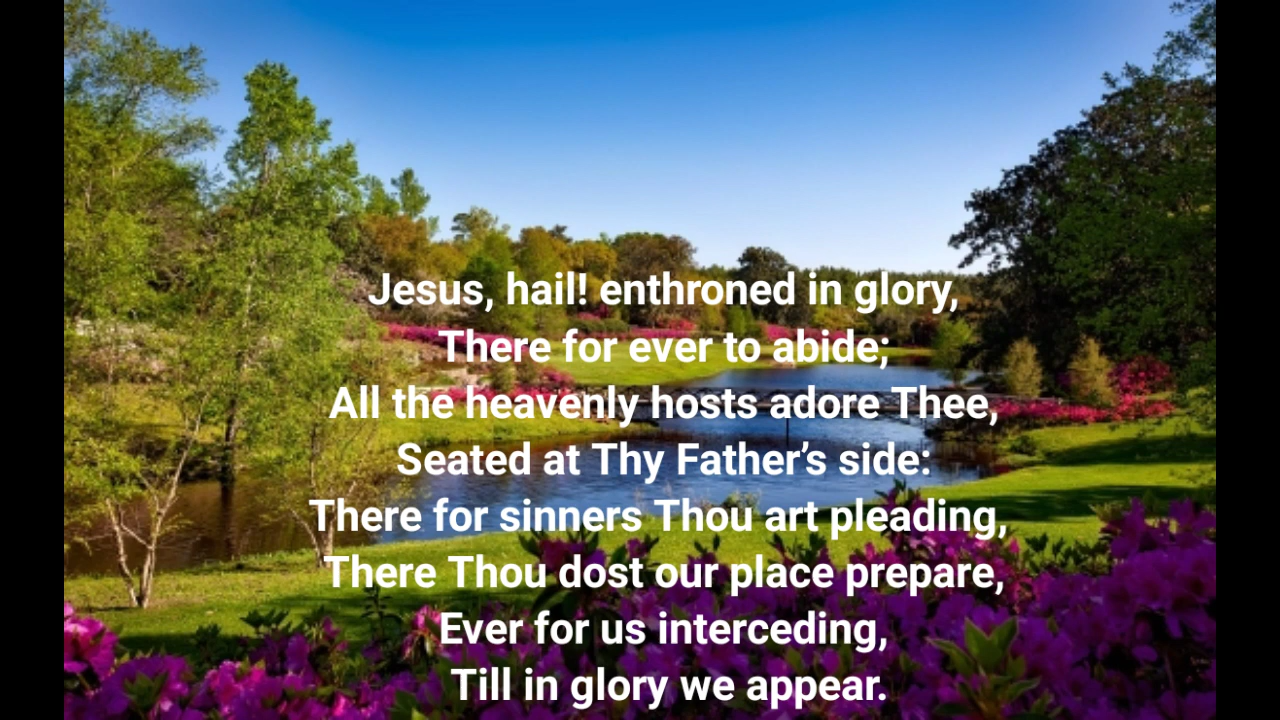 Jesus, hail! enthroned in glory,
There for ever to abide;
All the heavenly hosts adore Thee,
Seated at Thy Father’s side:
There for sinners Thou art pleading,
There Thou dost our place prepare,
Ever for us interceding,
Till in glory we appear.